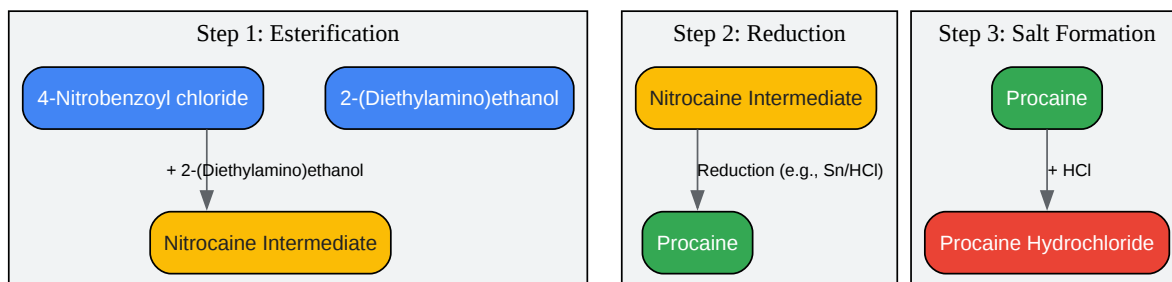 Step 1: Esterification
4-Nitrobenzoyl chloride
2-(Diethylamino)ethanol
+ 2-(Diethylamino)ethanol
Nitrocaine Intermediate
Step 2: Reduction
Nitrocaine Intermediate
Reduction (e.g., Sn/HCl)
Procaine
Step 3: Salt Formation
Procaine
+ HCl
Procaine Hydrochloride